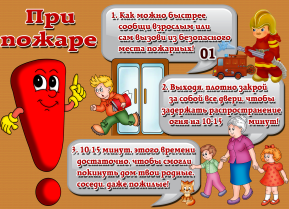 При
пожаре
1. Как можно быстрее
сообщи взрослым или
сам вызови из безопасного
места пожарных!
01
2. Выходя, плотно закрой
за собой все двери, чтобы
задержать распространение
огня на 10-15 минут!
3. 10-15 минут, этого времени
достаточно, чтобы смогли
покинуть дом твои родные,
соседи, даже пожилые!